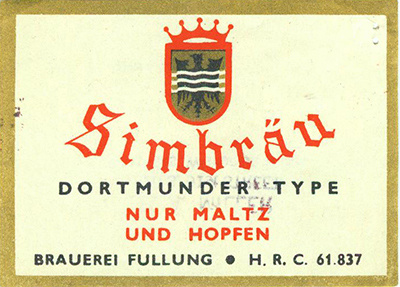 Simbräu
DORTMUNDER TYPE
NUR MALTZ
UND HOPFEN
BRAUEREI FULLUNG ● H. R. C. 61.837